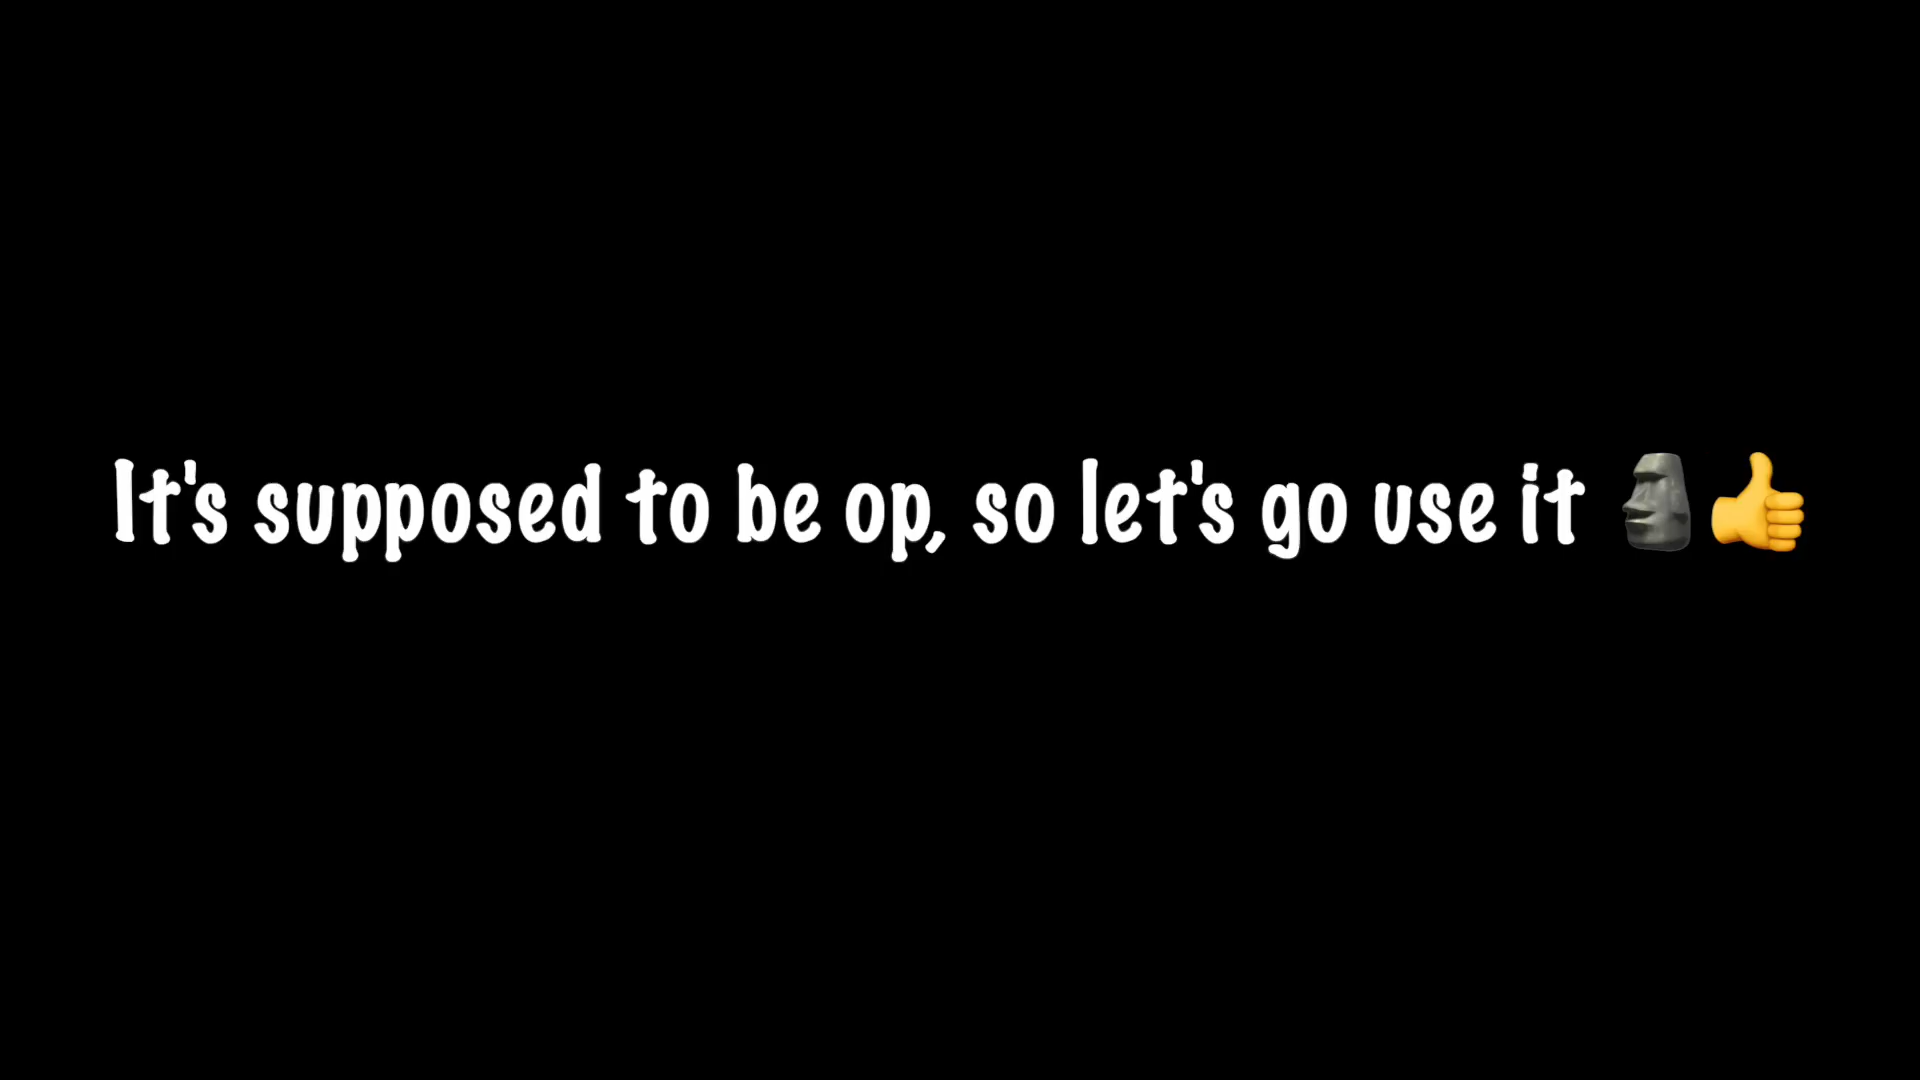 It's supposed to be op, so let's go use it 🗿👍